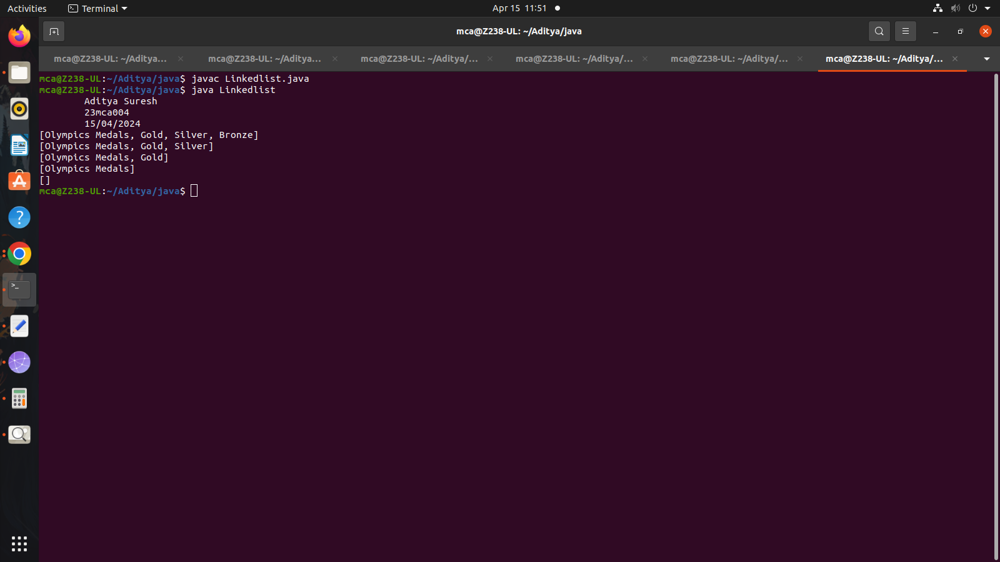 Activities
Terminal
Apr 15 11:51
mca@Z238-UL: ~/Aditya/java
mca@Z238-UL: ~/Aditya...
mca@Z238-UL: ~/Aditya...
mca@Z238-UL: ~/Aditya/...
mca@Z238-UL: ~/Aditya/...
mca@Z238-UL: ~/Aditya/...
mca@Z238-UL: ~/Aditya/...
mca@Z238-UL:~/Aditya/java$ javac Linkedlist.java
mca@Z238-UL:~/Aditya/java$ java Linkedlist
Aditya Suresh
23mca004
15/04/2024
[Olympics Medals, Gold, Silver, Bronze]
[Olympics Medals, Gold, Silver]
[Olympics Medals, Gold]
[Olympics Medals]
[]
mca@Z238-UL:~/Aditya/java$